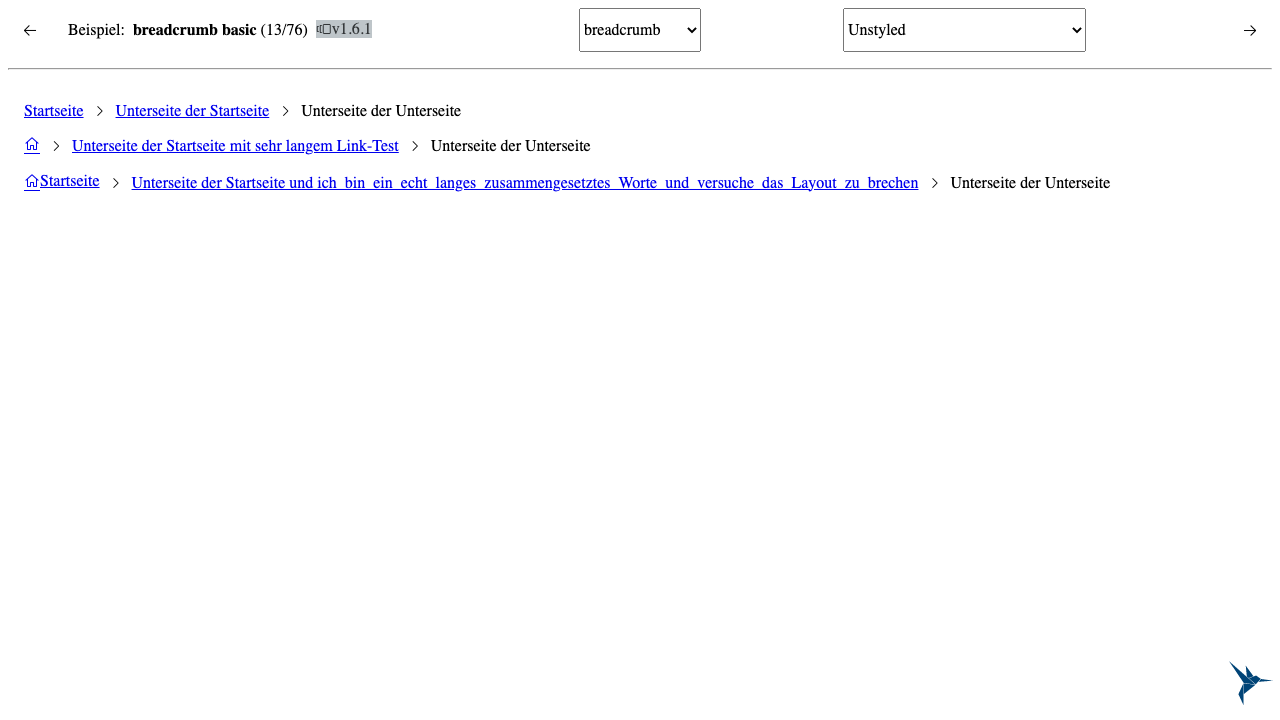 Beispiel: breadcrumb basic (13/76) v1.6.1 breadcrumb Unstyled
Startseite Unterseite der Startseite Unterseite der Unterseite
Unterseite der Startseite mit sehr langem Link-Test Unterseite der Unterseite
Startseite Unterseite der Startseite und ich_bin_ein_echt_langes_zusammengesetztes_Worte_und_versuche_das_Layout_zu_brechen Unterseite der Unterseite